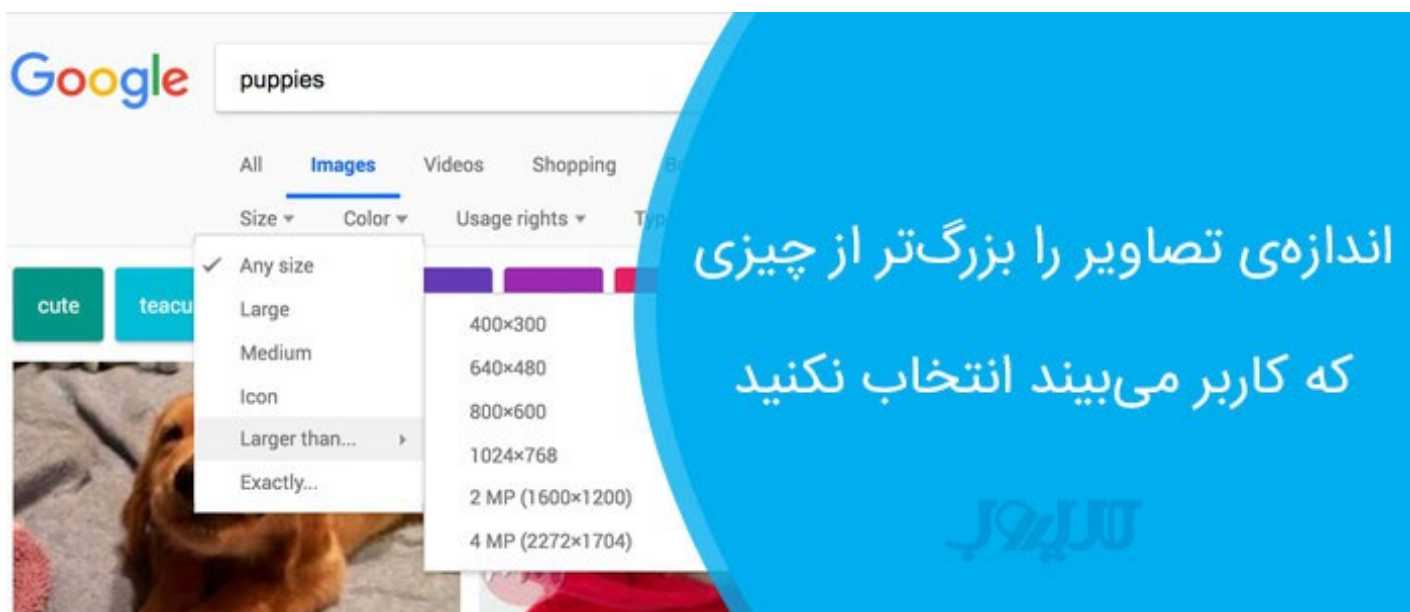 Google
puppies
All Images Videos Shopping
Size Color Usage rights
Any size
Large
Medium
Icon
Larger than...
Exactly...
400×300
640×480
800×600
1024×768
2 MP (1600×1200)
4 MP (2272×1704)
cute
اندازه‌ی تصاویر را بزرگ‌تر از چیزی
که کاربر می‌بیند انتخاب نکنید